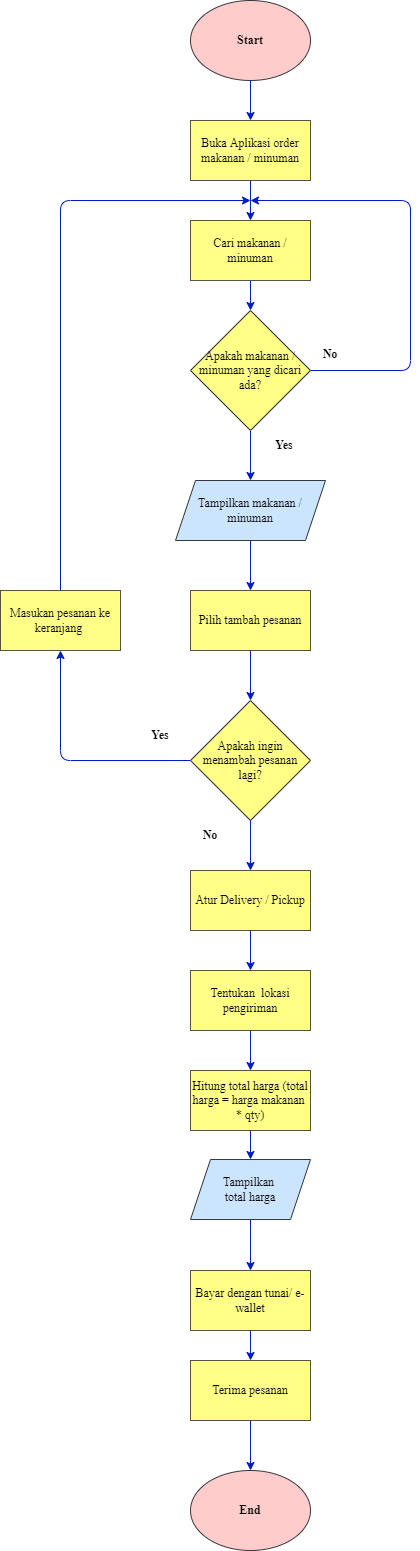 Start
Buka Aplikasi order
makanan / minuman
Cari makanan /
minuman
Apakah makanan /
minuman yang dicari
ada?
No
Yes
Tampilkan makanan /
minuman
Masukan pesanan ke
keranjang
Pilih tambah pesanan
Yes
Apakah ingin
menambah pesanan
lagi?
No
Atur Delivery / Pickup
Tentukan lokasi
pengiriman
Hitung total harga (total
harga = harga makanan
* qty)
Tampilkan
total harga
Bayar dengan tunai/ e-
wallet
Terima pesanan
End